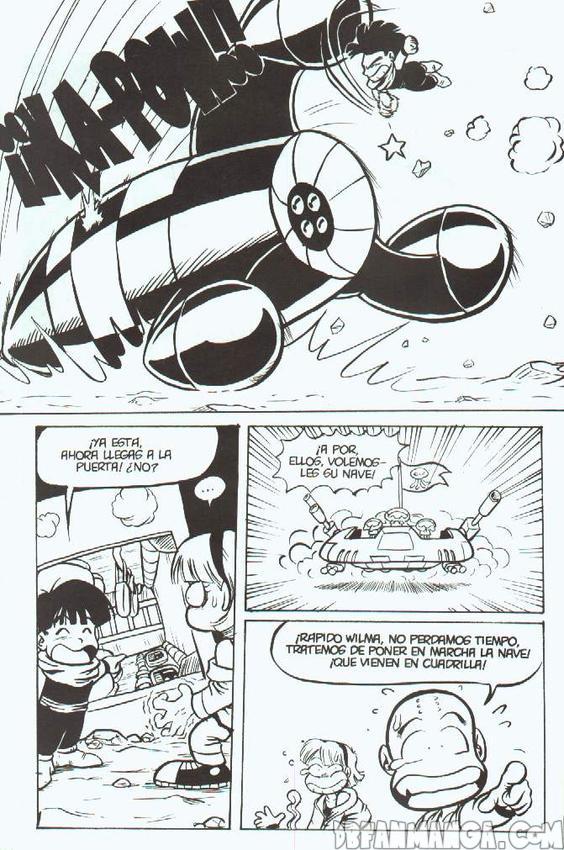 ¡¡¡KA-POW!!!
¡YA ESTA,
AHORA LLEGAS A LA
PUERTA! ¿NO?
...
¡A POR,
ELLOS, VOLEMOS-
LES SU NAVE!
¡RAPIDO WILMA, NO PERDAMOS TIEMPO,
TRATEMOS DE PONER EN MARCHA LA NAVE!
¡QUE VIENEN EN CUADRILLA!
DBFANMANGA.COM